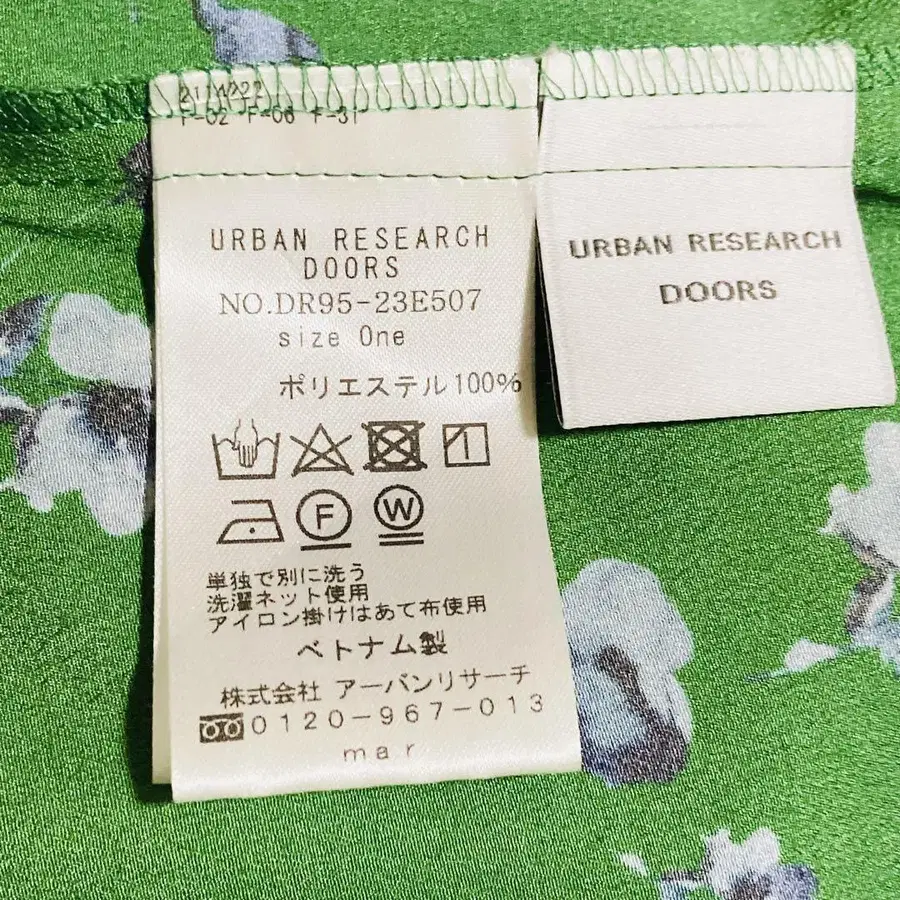 F-02 F-06 F-31
URBAN RESEARCH
DOORS
NO.DR95-23E507
size One
ポリエステル100%
F
W
単独で別に洗う
洗濯ネット使用
アイロン掛けはあて布使用
ベトナム製
株式会社 アーバンリサーチ
0120-967-013
mar
URBAN RESEARCH
DOORS